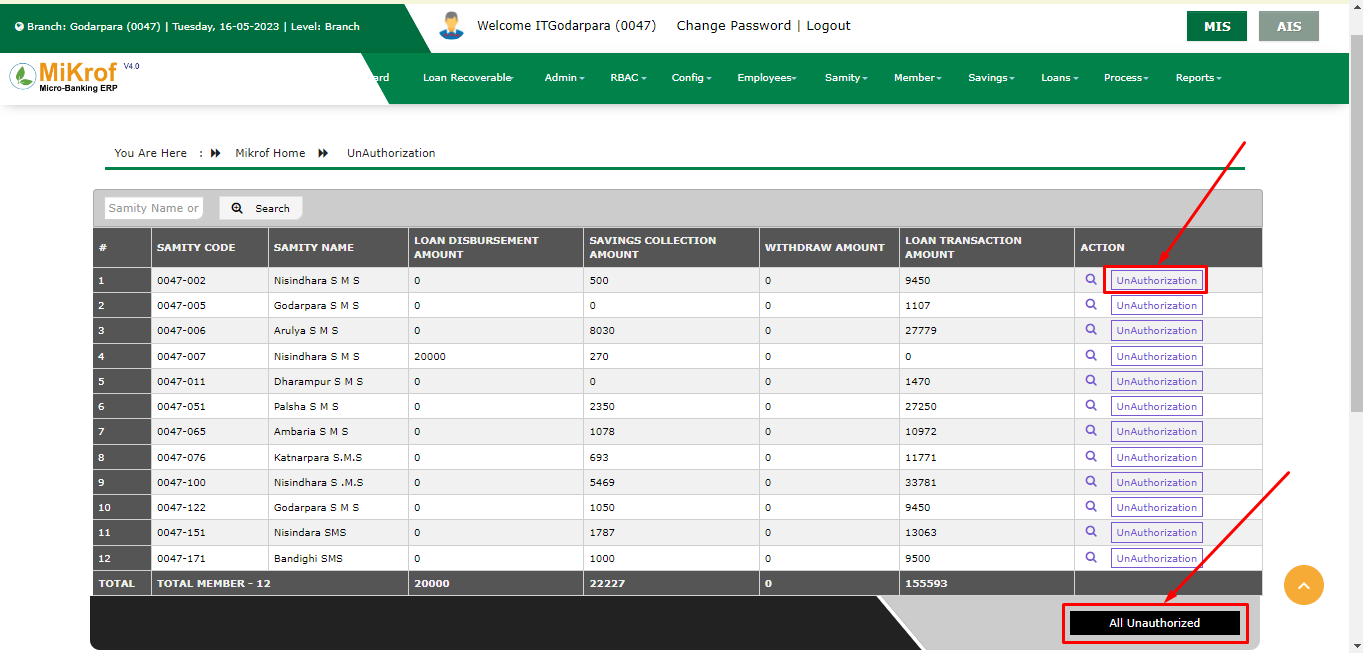 Branch: Godarpara (0047) | Tuesday, 16-05-2023 | Level: Branch
Welcome ITGodarpara (0047) Change Password | Logout
MIS AIS
MiKrof V4.0
Micro-Banking ERP
ard Loan Recoverable Admin RBAC Config Employees Samity Member Savings Loans Process Reports
You Are Here : Mikrof Home UnAuthorization
Samity Name or Search
# SAMITY CODE SAMITY NAME LOAN DISBURSEMENT AMOUNT SAVINGS COLLECTION AMOUNT WITHDRAW AMOUNT LOAN TRANSACTION AMOUNT ACTION
1 0047-002 Nisindhara S M S 0 500 0 9450 UnAuthorization
2 0047-005 Godarpara S M S 0 0 0 1107 UnAuthorization
3 0047-006 Arulya S M S 0 8030 0 27779 UnAuthorization
4 0047-007 Nisindhara S M S 20000 270 0 0 UnAuthorization
5 0047-011 Dharampur S M S 0 0 0 1470 UnAuthorization
6 0047-051 Palsha S M S 0 2350 0 27250 UnAuthorization
7 0047-065 Ambaria S M S 0 1078 0 10972 UnAuthorization
8 0047-076 Katnarpara S.M.S 0 693 0 11771 UnAuthorization
9 0047-100 Nisindhara S .M.S 0 5469 0 33781 UnAuthorization
10 0047-122 Godarpara S M S 0 1050 0 9450 UnAuthorization
11 0047-151 Nisindara SMS 0 1787 0 13063 UnAuthorization
12 0047-171 Bandighi SMS 0 1000 0 9500 UnAuthorization
TOTAL TOTAL MEMBER - 12 20000 22227 0 155593
All Unauthorized